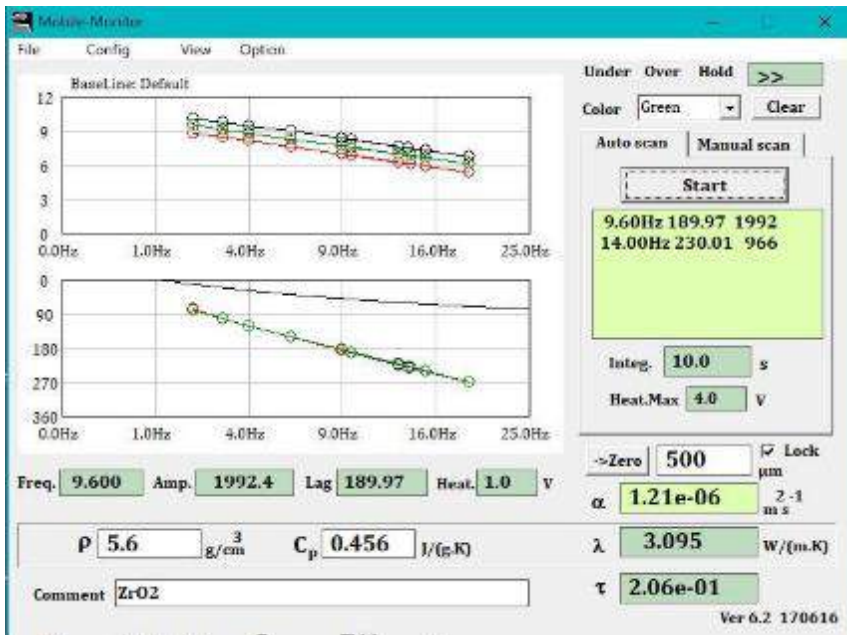 Mobile-Monitor
File Config View Option
BaseLine: Default
12
9
6
3
0
0.0Hz 1.0Hz 4.0Hz 9.0Hz 16.0Hz 25.0Hz
0
90
180
270
360
0.0Hz 1.0Hz 4.0Hz 9.0Hz 16.0Hz 25.0Hz
Under Over Hold >>
Color Green Clear
Auto scan Manual scan
Start
9.60Hz 189.97 1992
14.00Hz 230.01 966
Integ. 10.0 s
Heat.Max 4.0 V
->Zero 500 Lock
μm
Freq. 9.600 Amp. 1992.4 Lag 189.97 Heat. 1.0 V
α 1.21e-06 m²s⁻¹
ρ 5.6 g/cm³ Cp 0.456 J/(g.K)
λ 3.095 W/(m.K)
Comment ZrO2
τ 2.06e-01
Ver 6.2 170616